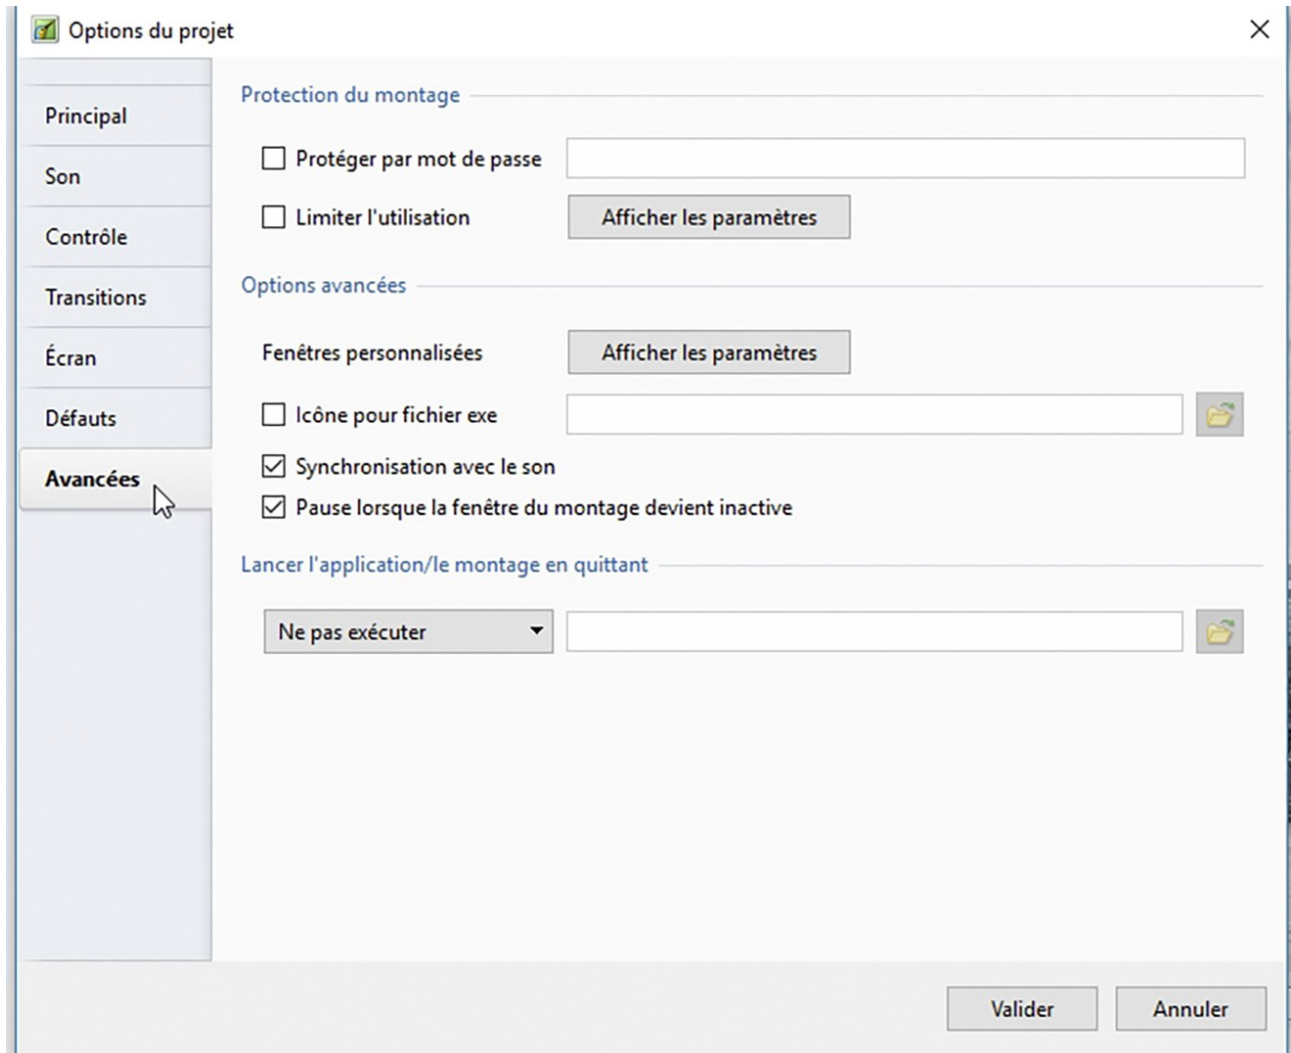 Options du projet
Principal
Son
Contrôle
Transitions
Écran
Défauts
Avancées
Protection du montage
Protéger par mot de passe
Limiter l'utilisation
Afficher les paramètres
Options avancées
Fenêtres personnalisées
Afficher les paramètres
Icône pour fichier exe
Synchronisation avec le son
Pause lorsque la fenêtre du montage devient inactive
Lancer l'application/le montage en quittant
Ne pas exécuter
Valider
Annuler